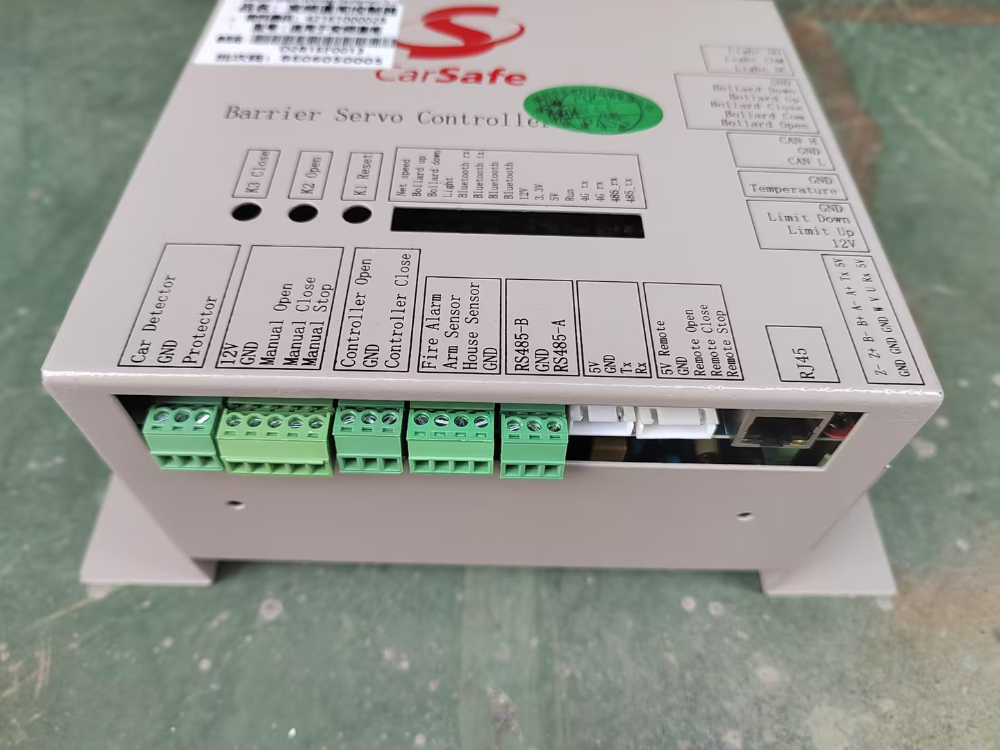 0281EF0013
BE06050005
CarSafe
Barrier Servo Controller
Light NO
Light COM
Light NC
GND
Bollard Down
Bollard Up
Bollard Close
Bollard Com
Bollard Open
CAN H
GND
CAN L
GND
Temperature
GND
Limit Down
Limit Up
12V
K3 Close
K2 Open
K1 Reset
Net speed
Bollard up
Bollard down
Light
Bluetooth rx
Bluetooth tx
Bluetooth
Bluetooth
12V
3.3V
5V
Run
4G tx
4G rx
485_rx
485_tx
Car Detector
GND
Protector
12V
GND
Manual Open
Manual Close
Manual Stop
Controller Open
GND
Controller Close
Fire Alarm
Arm Sensor
House Sensor
GND
RS485-B
GND
RS485-A
5V
GND
Tx
Rx
5V Remote
GND
Remote Open
Remote Close
Remote Stop
RJ45
Z- Z+ B- B+ A- A+ Tx 5V
GND GND GND W V U Rx 5V